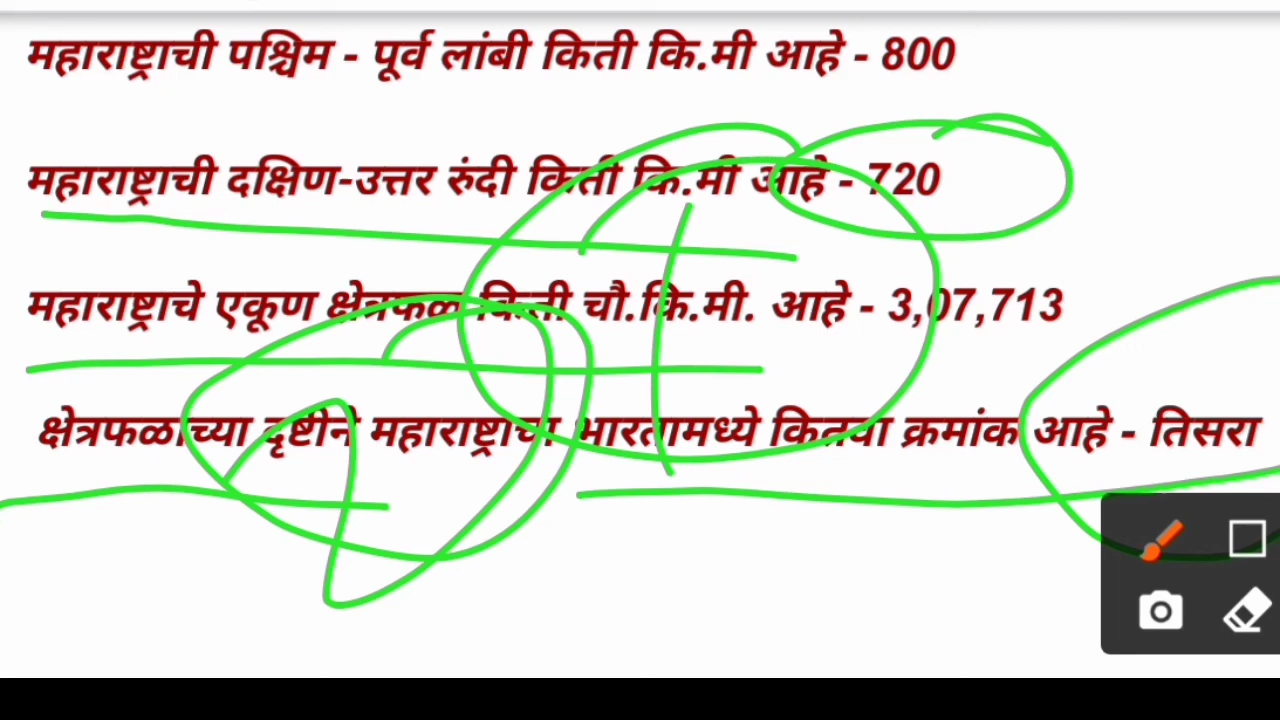 महाराष्ट्राची पश्चिम - पूर्व लांबी किती कि.मी आहे - 800
महाराष्ट्राची दक्षिण-उत्तर रुंदी किती कि.मी आहे - 720
महाराष्ट्राचे एकूण क्षेत्रफळ किती चौ.कि.मी. आहे - 3,07,713
क्षेत्रफळाच्या दृष्टीने महाराष्ट्राचा भारतामध्ये कितवा क्रमांक आहे - तिसरा